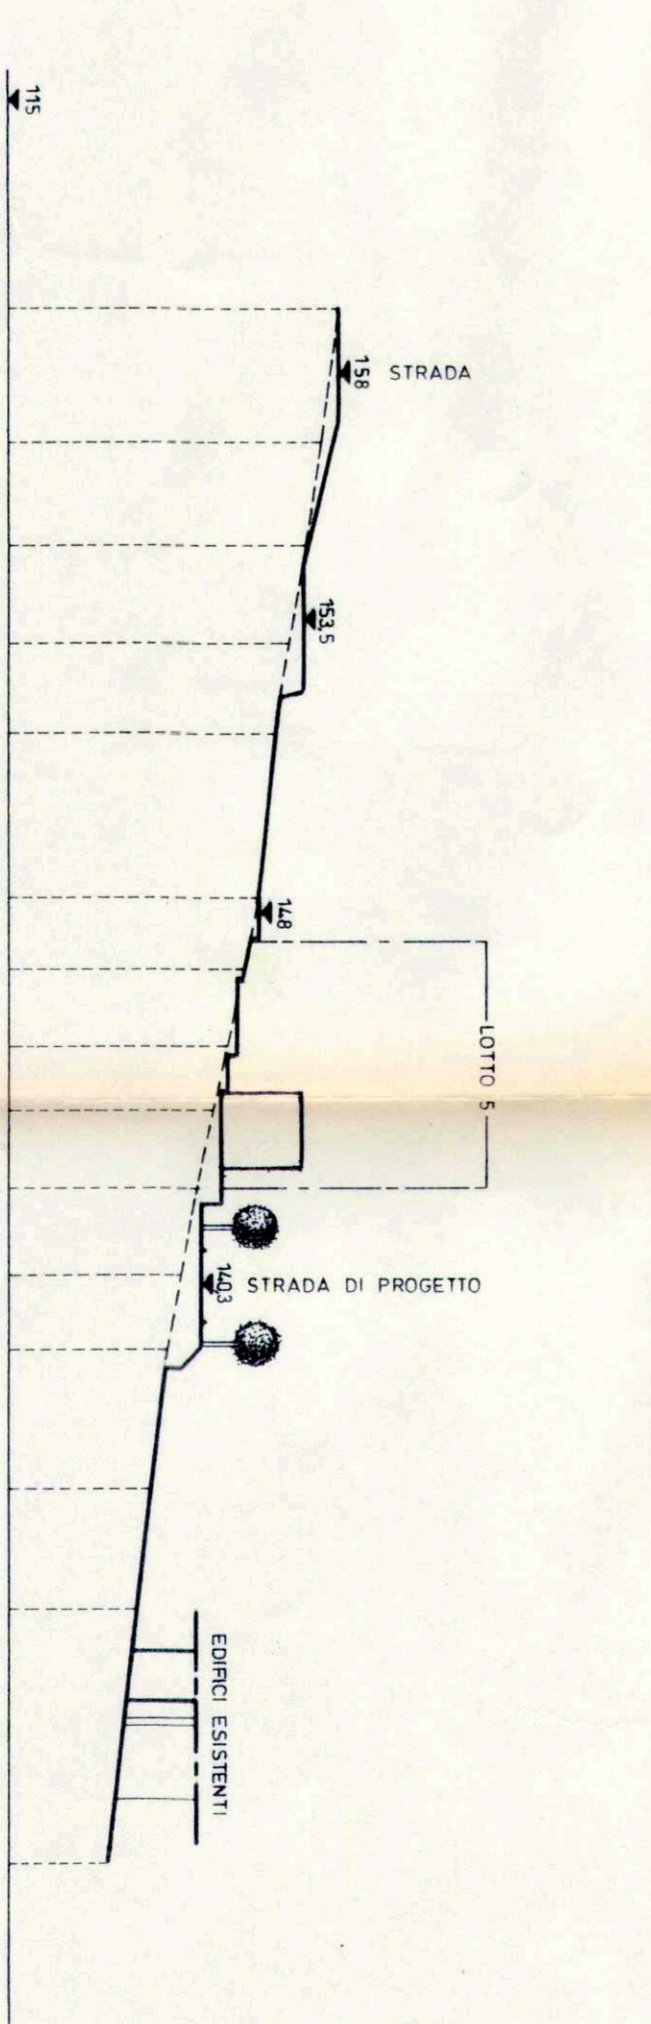 115
158
STRADA
153,5
148
LOTTO 5
140,3
STRADA DI PROGETTO
EDIFICI ESISTENTI